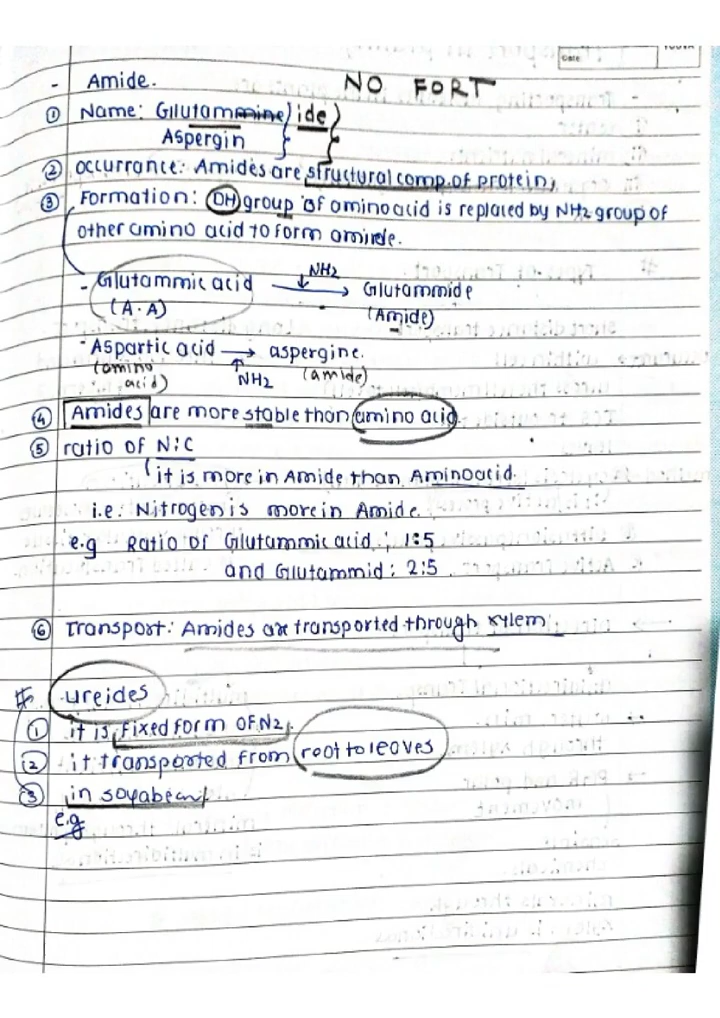 Date
- Amide. NO FORT
① Name: Glutammine } ide }
Aspergin
② occurrance: Amides are structural comp. of protein,
③ Formation: OH group of aminoacid is replaced by NH2 group of
other amino acid to form amide.
- Glutammic acid NH2 → Glutammide
(A.A) (Amide)
- Aspartic acid → aspergine.
(amino acid) NH2 (amide)
④ Amides are more stable than amino acid.
⑤ ratio of N:C
it is more in Amide than Aminoacid.
i.e. Nitrogen is more in Amide.
e.g Ratio of Glutammic acid : 1:5
and Glutammid : 2:5
⑥ Transport: Amides are transported through xylem
# ureides
① it is fixed form of N2.
② it transported from root to leaves
③ in soyabean
e.g